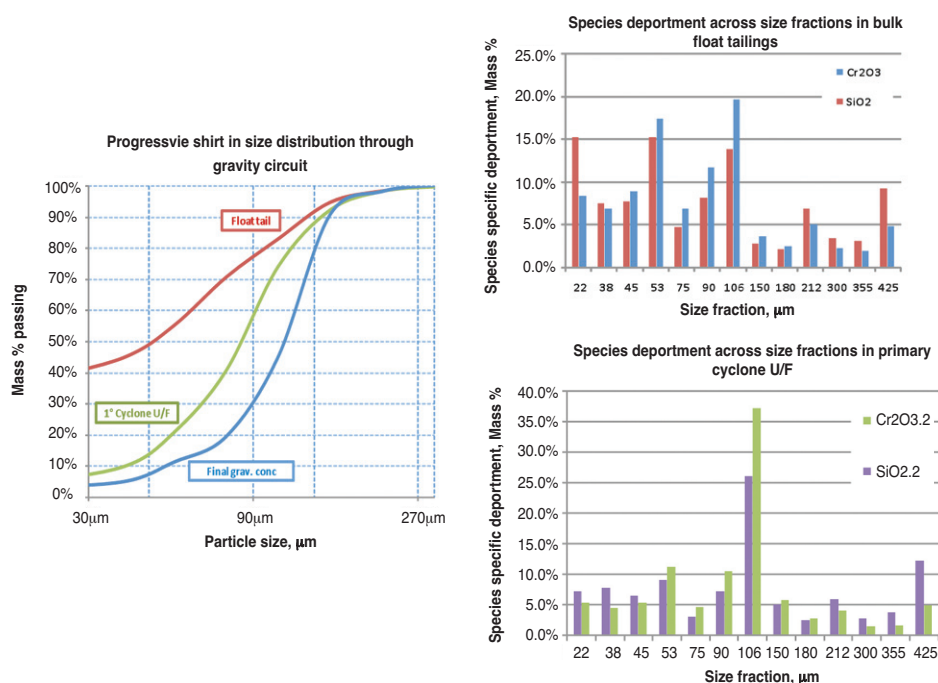 Progressvie shirt in size distribution through
gravity circuit
100%
90%
80%
70%
60%
50%
40%
30%
20%
10%
0%
Mass % passing
Float tail
1° Cyclone U/F
Final grav. conc
30µm
90µm
270µm
Particle size, µm
Species deportment across size fractions in bulk
float tailings
25.0%
20.0%
15.0%
10.0%
5.0%
0.0%
Species specific deportment, Mass %
Cr2O3
SiO2
22 38 45 53 75 90 106 150 180 212 300 355 425
Size fraction, µm
Species deportment across size fractions in primary
cyclone U/F
40.0%
35.0%
30.0%
25.0%
20.0%
15.0%
10.0%
5.0%
0.0%
Species specific deportment, Mass %
Cr2O3.2
SiO2.2
22 38 45 53 75 90 106 150 180 212 300 355 425
Size fraction, µm